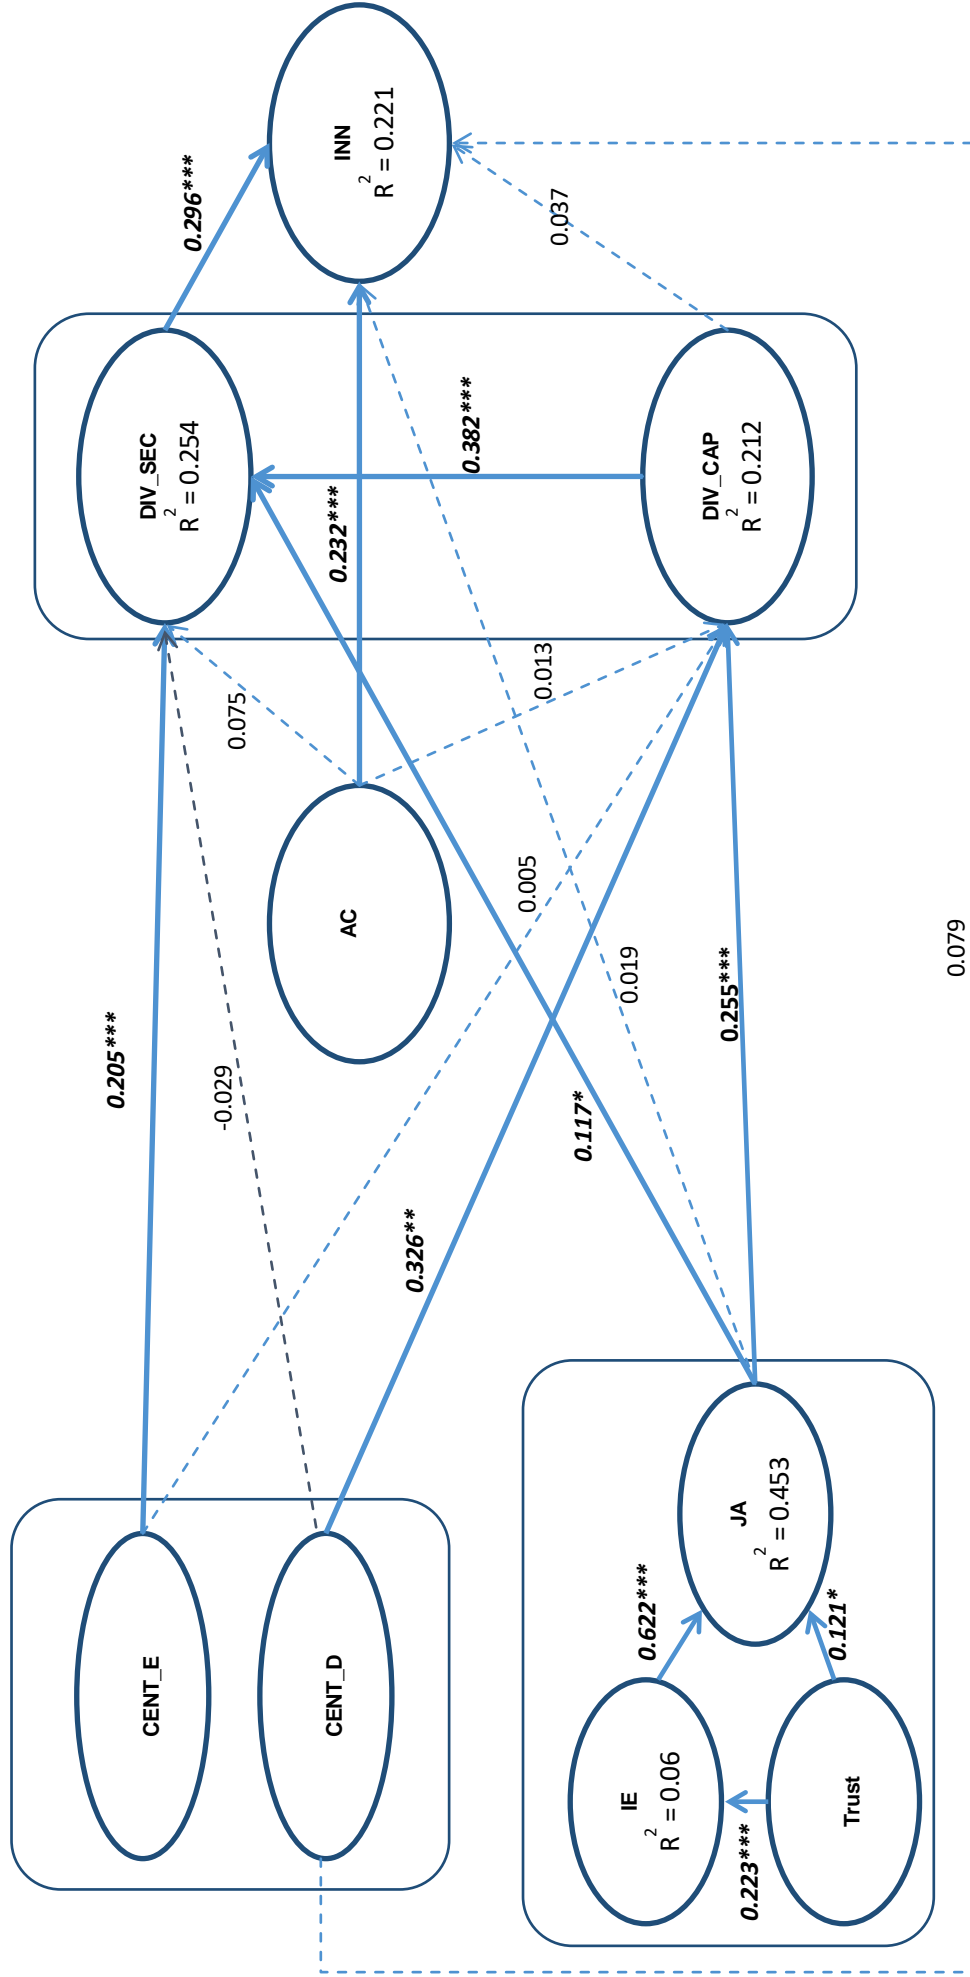 CENT_E
CENT_D
IE
R² = 0.06
Trust
JA
R² = 0.453
0.622***
0.121*
0.223***
AC
DIV_SEC
R² = 0.254
DIV_CAP
R² = 0.212
INN
R² = 0.221
0.205***
-0.029
0.075
0.296***
0.232***
0.382***
0.013
0.005
0.037
0.326**
0.117*
0.019
0.255***
0.079